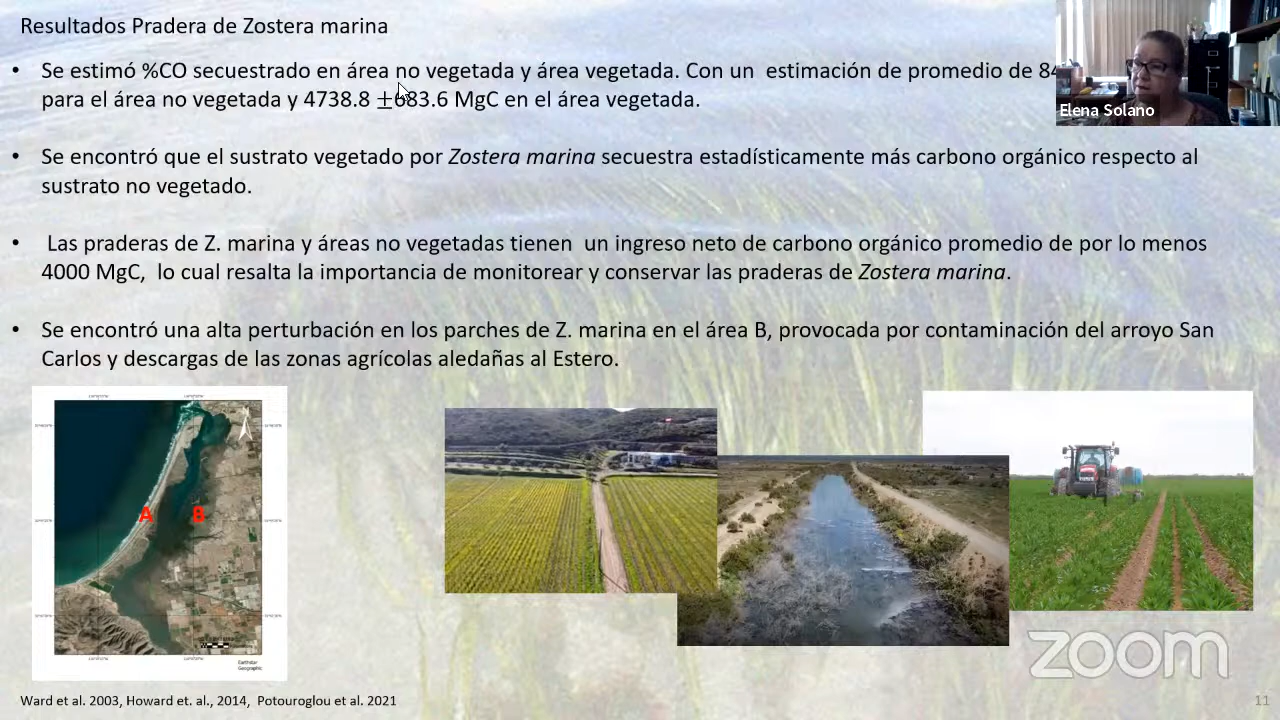 Resultados Pradera de Zostera marina
• Se estimó %CO secuestrado en área no vegetada y área vegetada. Con un estimación de promedio de 84
para el área no vegetada y 4738.8 ±683.6 MgC en el área vegetada.
Elena Solano
• Se encontró que el sustrato vegetado por Zostera marina secuestra estadísticamente más carbono orgánico respecto al
sustrato no vegetado.
• Las praderas de Z. marina y áreas no vegetadas tienen un ingreso neto de carbono orgánico promedio de por lo menos
4000 MgC, lo cual resalta la importancia de monitorear y conservar las praderas de Zostera marina.
• Se encontró una alta perturbación en los parches de Z. marina en el área B, provocada por contaminación del arroyo San
Carlos y descargas de las zonas agrícolas aledañas al Estero.
A B
Earthstar
Geographic
zoom
Ward et al. 2003, Howard et. al., 2014, Potouroglou et al. 2021
11